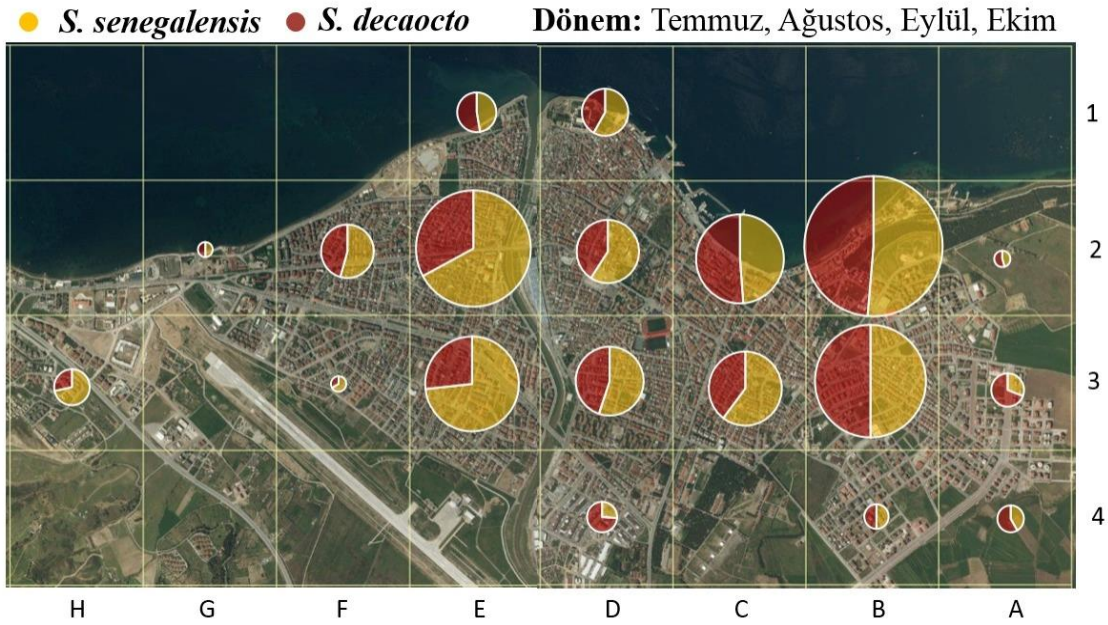 S. senegalensis S. decaocto Dönem: Temmuz, Ağustos, Eylül, Ekim
1
2
3
4
H G F E D C B A